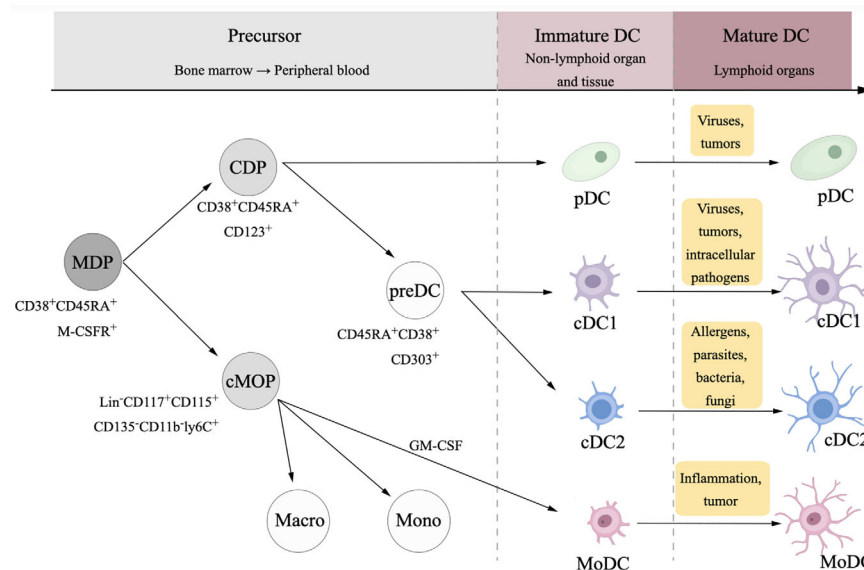 Precursor
Bone marrow → Peripheral blood
Immature DC
Non-lymphoid organ
and tissue
Mature DC
Lymphoid organs
CDP
CD38⁺CD45RA⁺
CD123⁺
MDP
CD38⁺CD45RA⁺
M-CSFR⁺
preDC
CD45RA⁺CD38⁺
CD303⁺
cMOP
Lin⁻CD117⁺CD115⁺
CD135⁻CD11b⁻ly6C⁺
GM-CSF
Macro
Mono
pDC
Viruses,
tumors
pDC
cDC1
Viruses,
tumors,
intracellular
pathogens
cDC1
cDC2
Allergens,
parasites,
bacteria,
fungi
cDC2
MoDC
Inflammation,
tumor
MoDC